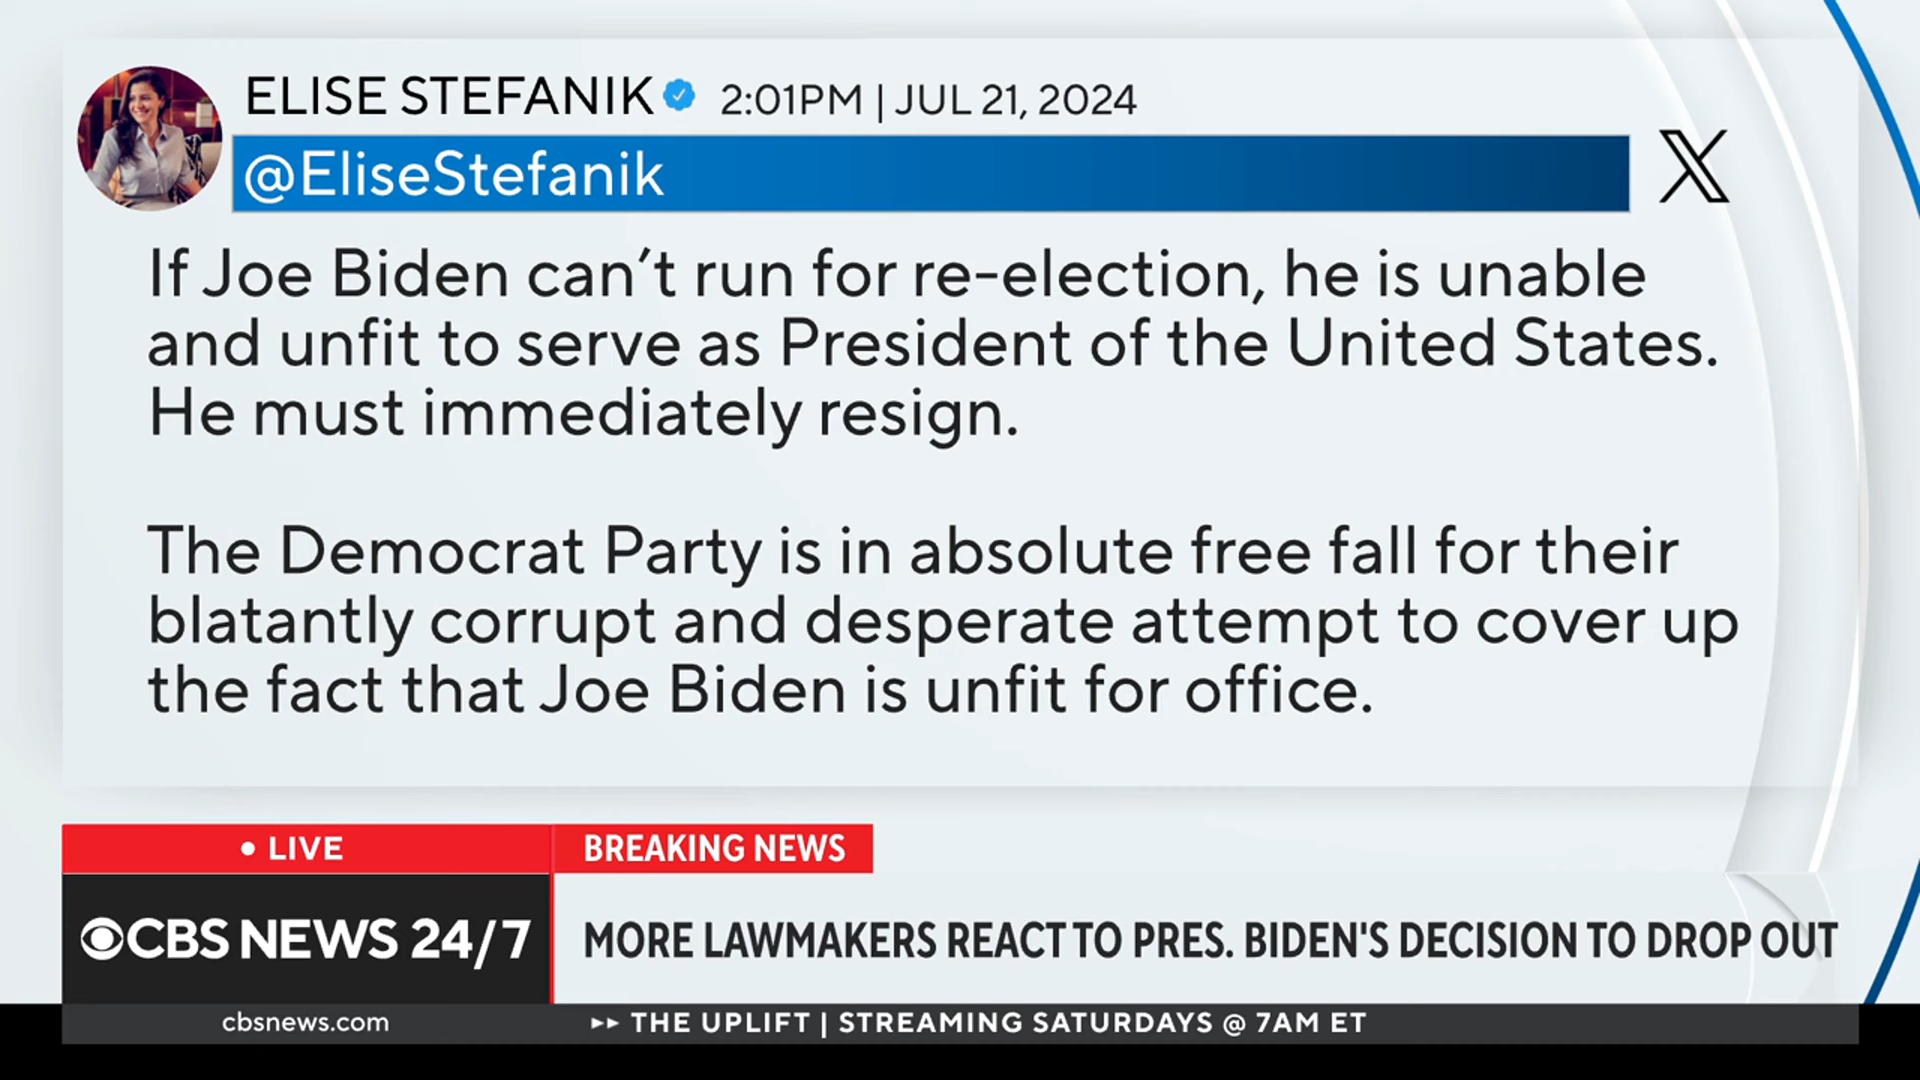 ELISE STEFANIK 2:01PM | JUL 21, 2024
@EliseStefanik
If Joe Biden can't run for re-election, he is unable
and unfit to serve as President of the United States.
He must immediately resign.
The Democrat Party is in absolute free fall for their
blatantly corrupt and desperate attempt to cover up
the fact that Joe Biden is unfit for office.
• LIVE
BREAKING NEWS
CBS NEWS 24/7
MORE LAWMAKERS REACT TO PRES. BIDEN'S DECISION TO DROP OUT
cbsnews.com
THE UPLIFT | STREAMING SATURDAYS @ 7AM ET